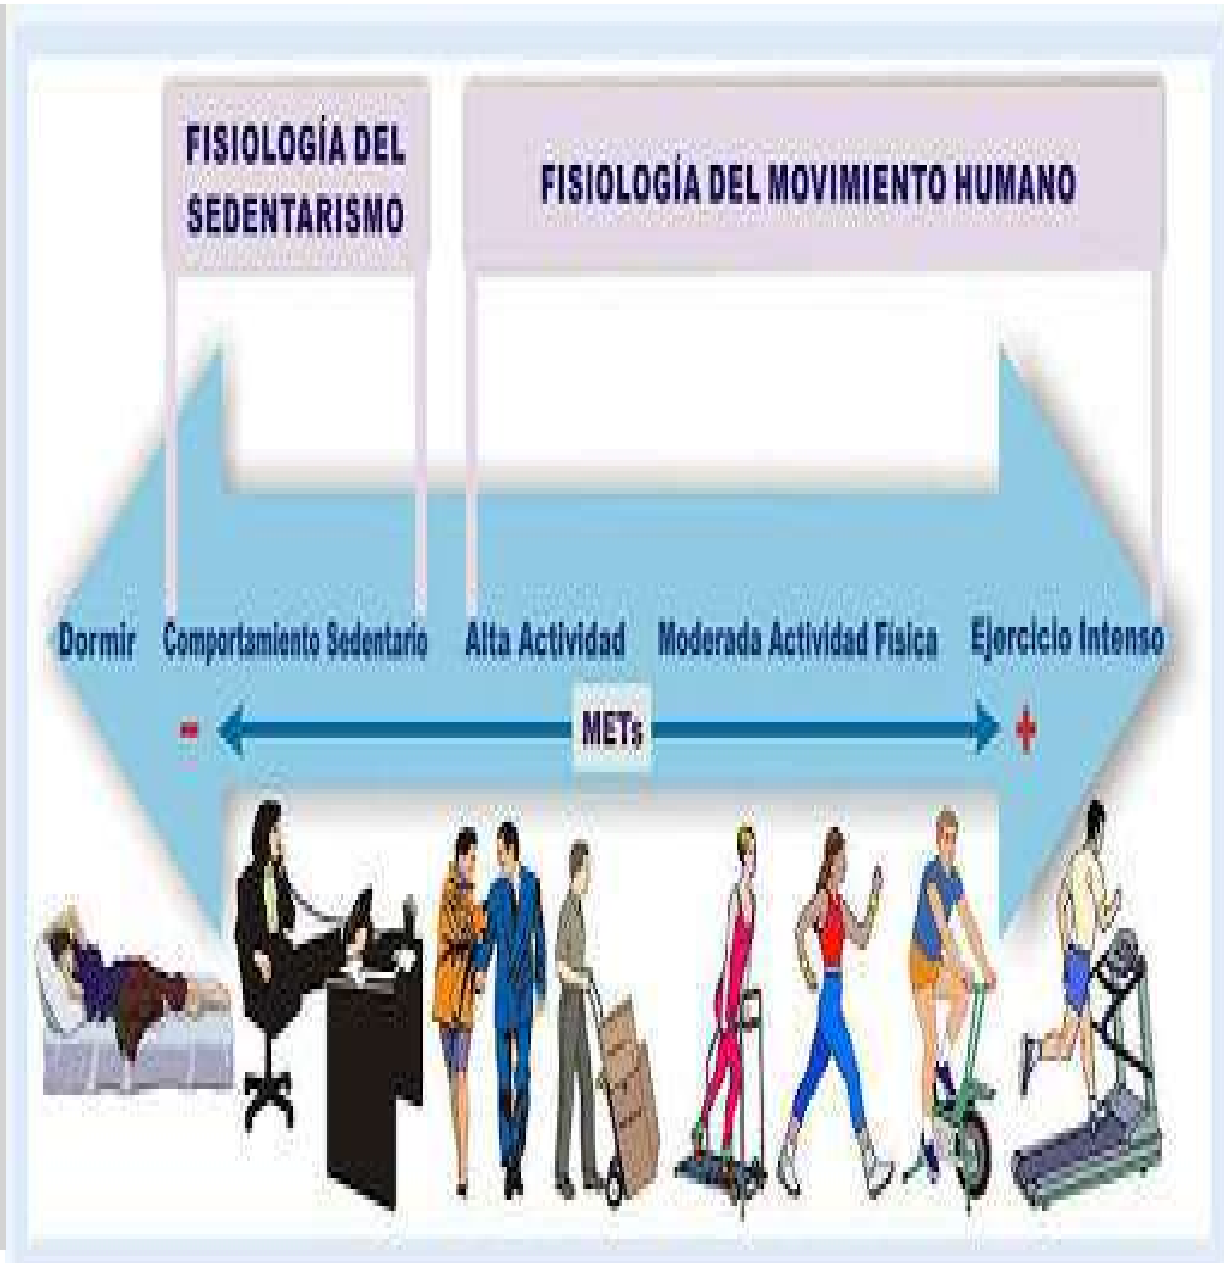 FISIOLOGÍA DEL
SEDENTARISMO
FISIOLOGÍA DEL MOVIMIENTO HUMANO
Dormir
Comportamiento Sedentario
Alta Actividad
Moderada Actividad Física
Ejercicio Intenso
-
METs
+